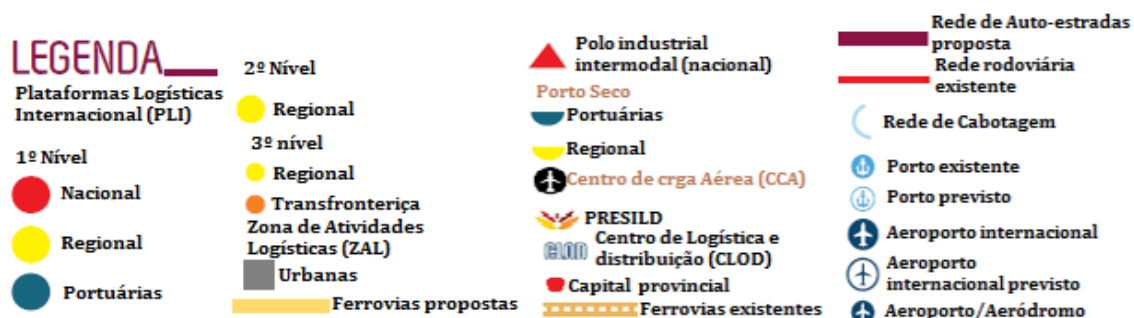 LEGENDA
Plataformas Logísticas
Internacional (PLI)
1º Nível
Nacional
Regional
Portuárias
2º Nível
Regional
3º nível
Regional
Transfronteriça
Zona de Atividades
Logísticas (ZAL)
Urbanas
Ferrovias propostas
Polo industrial
intermodal (nacional)
Porto Seco
Portuárias
Regional
Centro de crga Aérea (CCA)
PRESILD
CLOD
Centro de Logística e
distribuição (CLOD)
Capital provincial
Ferrovias existentes
Rede de Auto-estradas
proposta
Rede rodoviária
existente
Rede de Cabotagem
Porto existente
Porto previsto
Aeroporto internacional
Aeroporto
internacional previsto
Aeroporto/Aeródromo